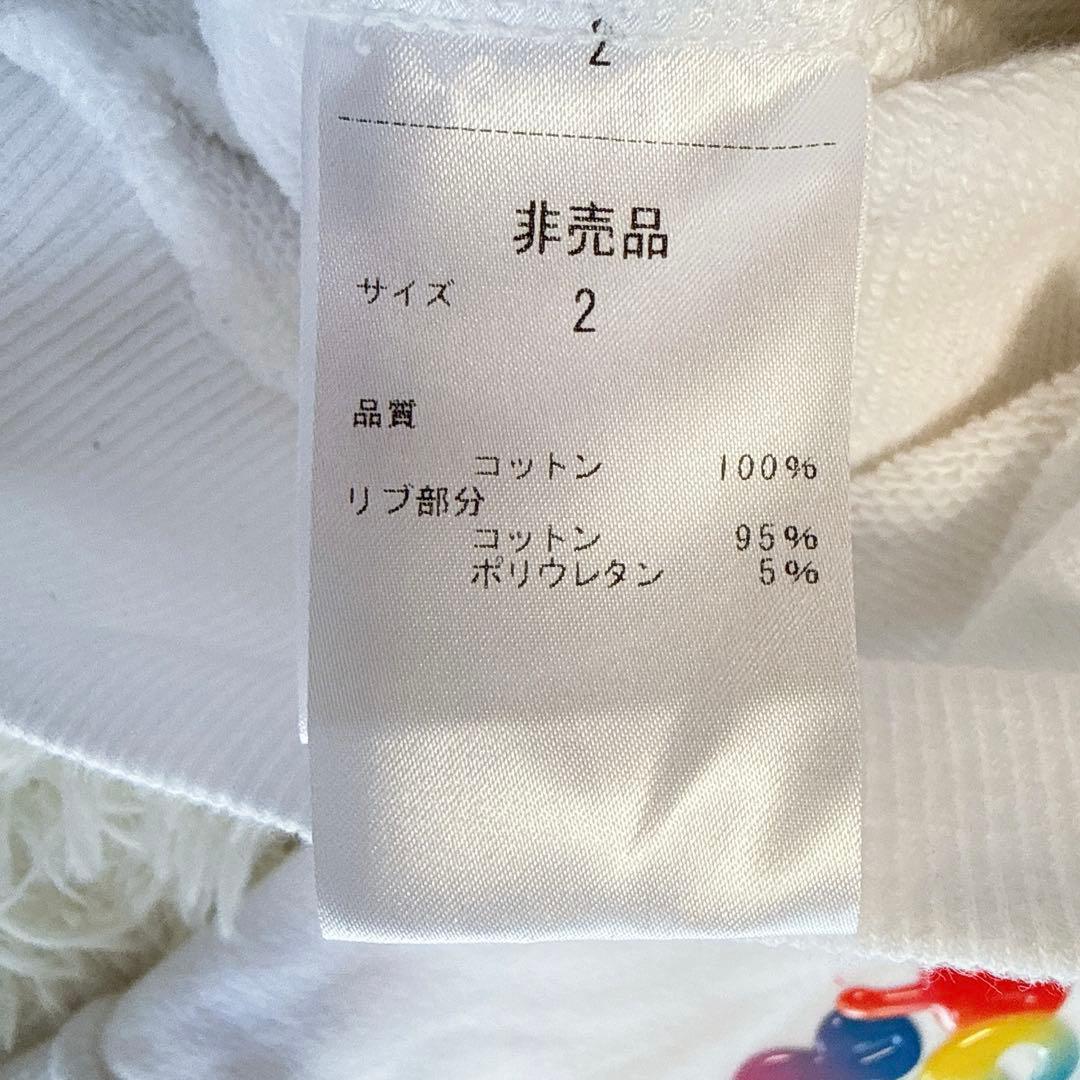 2
非売品
サイズ 2
品質
コットン 100%
リブ部分
コットン 95%
ポリウレタン 5%